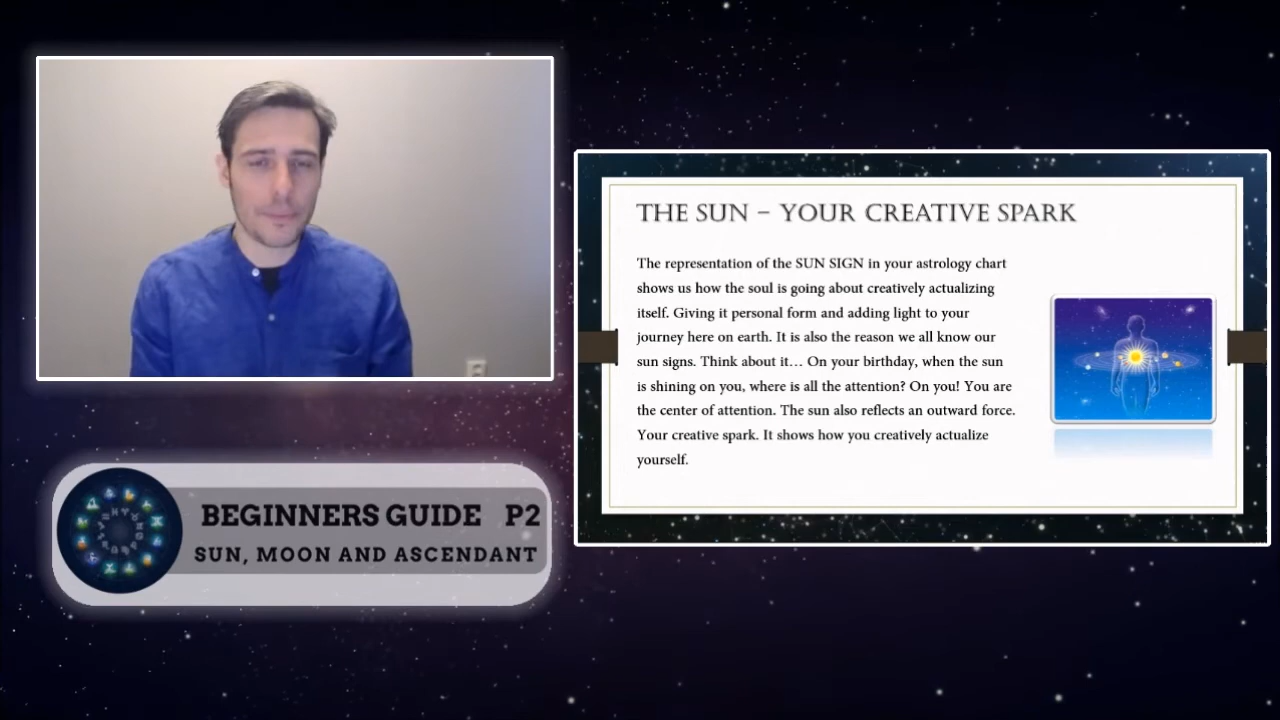 THE SUN – YOUR CREATIVE SPARK
The representation of the SUN SIGN in your astrology chart
shows us how the soul is going about creatively actualizing
itself. Giving it personal form and adding light to your
journey here on earth. It is also the reason we all know our
sun signs. Think about it… On your birthday, when the sun
is shining on you, where is all the attention? On you! You are
the center of attention. The sun also reflects an outward force.
Your creative spark. It shows how you creatively actualize
yourself.
BEGINNERS GUIDE P2
SUN, MOON AND ASCENDANT